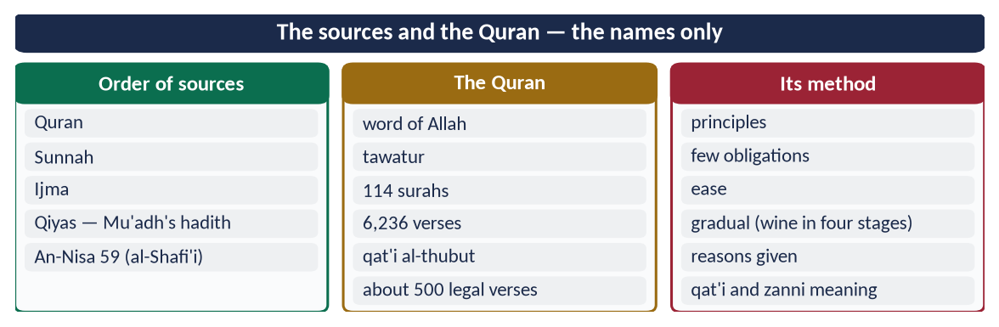 The sources and the Quran — the names only
Order of sources
Quran
Sunnah
Ijma
Qiyas — Mu'adh's hadith
An-Nisa 59 (al-Shafi'i)
The Quran
word of Allah
tawatur
114 surahs
6,236 verses
qat'i al-thubut
about 500 legal verses
Its method
principles
few obligations
ease
gradual (wine in four stages)
reasons given
qat'i and zanni meaning